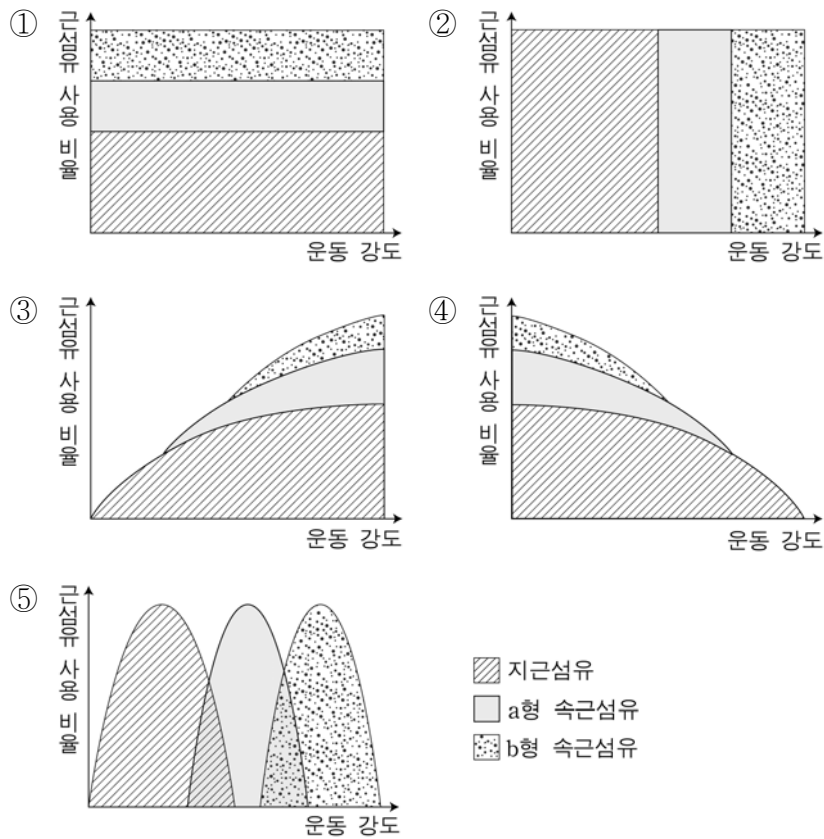 ①
근섬유 사용 비율
운동 강도
②
근섬유 사용 비율
운동 강도
③
근섬유 사용 비율
운동 강도
④
근섬유 사용 비율
운동 강도
⑤
근섬유 사용 비율
운동 강도
지근섬유
a형 속근섬유
b형 속근섬유